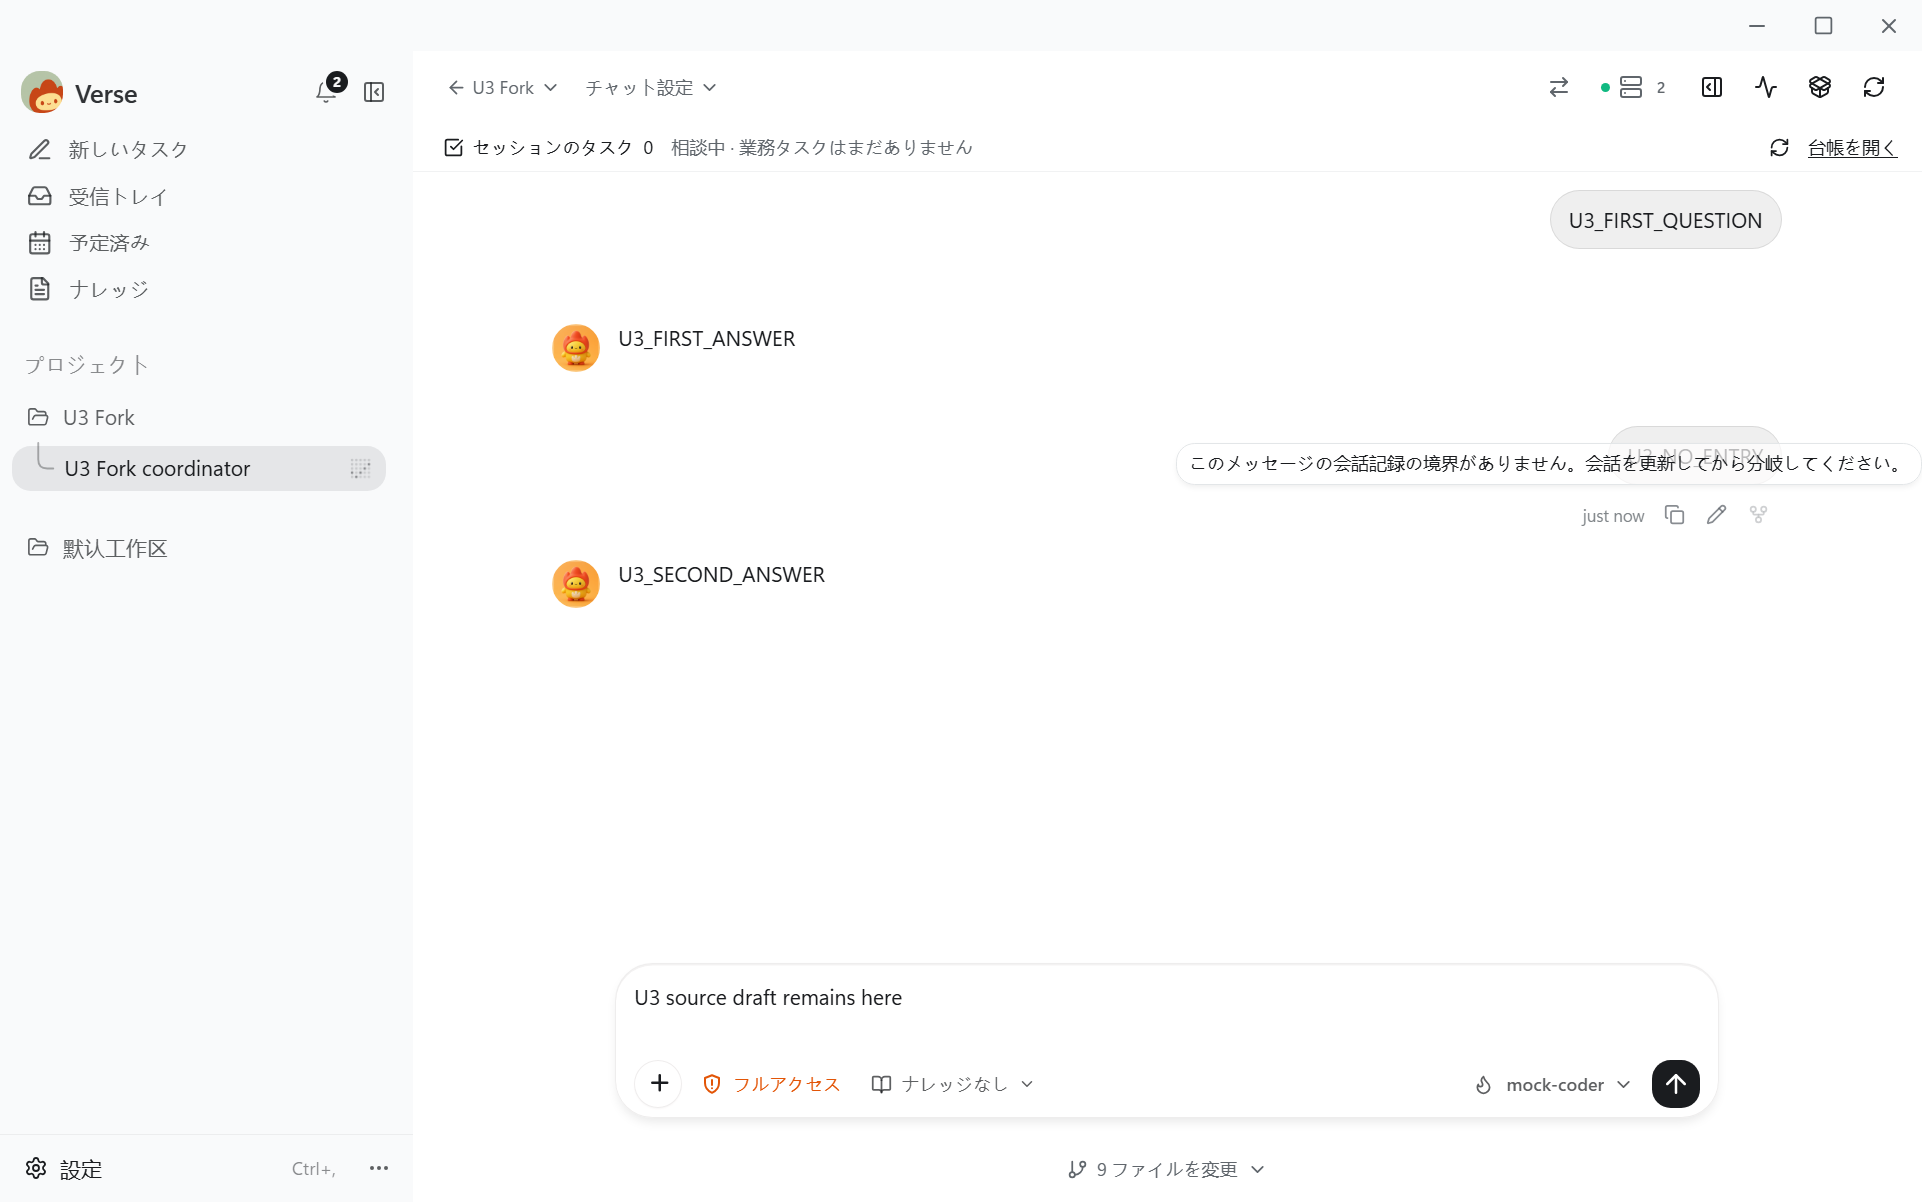 Verse
2
新しいタスク
受信トレイ
予定済み
ナレッジ
プロジェクト
U3 Fork
U3 Fork coordinator
默认工作区
設定
Ctrl+,
U3 Fork
チャット設定
2
セッションのタスク 0 相談中 · 業務タスクはまだありません
台帳を開く
U3_FIRST_QUESTION
U3_FIRST_ANSWER
U3_NO_ENTRY
このメッセージの会話記録の境界がありません。会話を更新してから分岐してください。
just now
U3_SECOND_ANSWER
U3 source draft remains here
フルアクセス
ナレッジなし
mock-coder
9 ファイルを変更